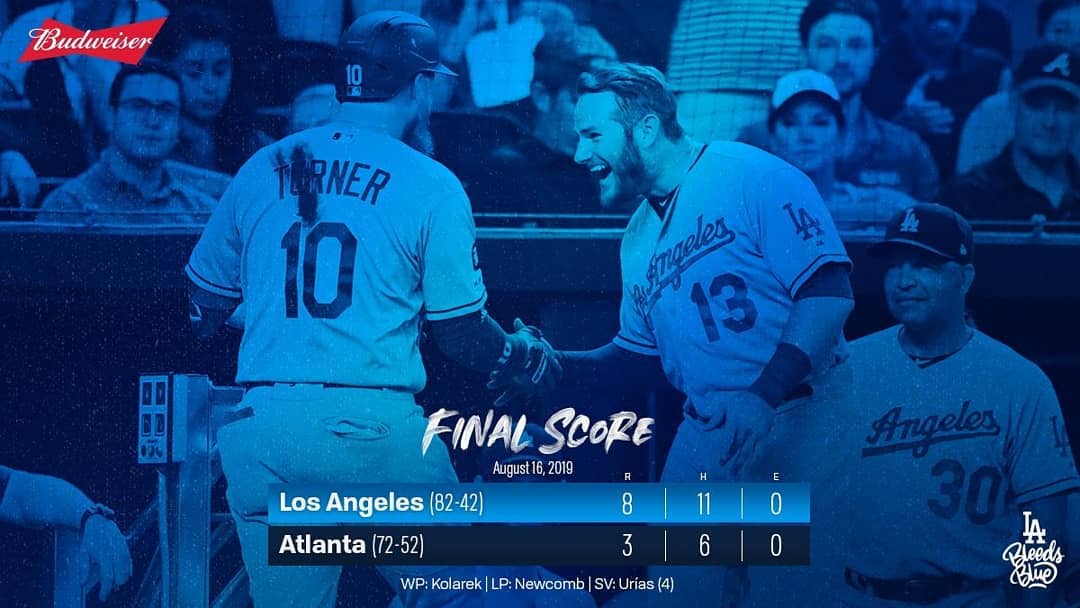 Budweiser
10
TURNER
10
Los Angeles
13
LA
LA
Angeles
30
FINAL SCORE
August 16, 2019
R H E
Los Angeles (82-42) 8 11 0
Atlanta (72-52) 3 6 0
WP: Kolarek | LP: Newcomb | SV: Urías (4)
LA
Bleeds
Blue